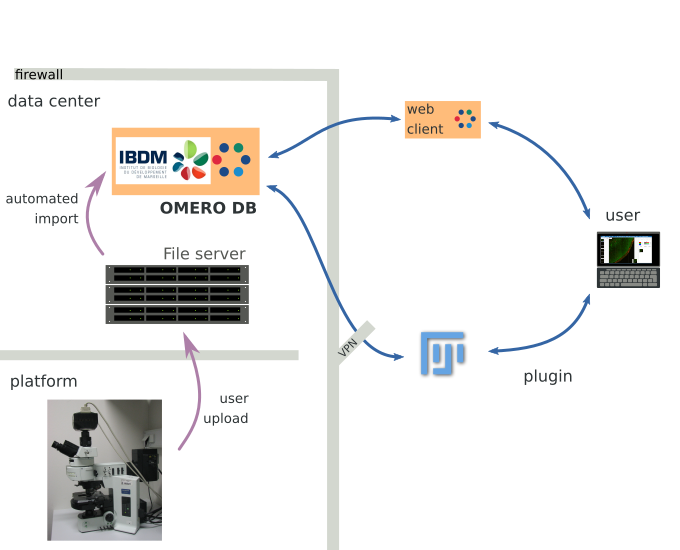 firewall
data center
web
client
IBDM
INSTITUT DE BIOLOGIE
DU DÉVELOPPEMENT
DE MARSEILLE
automated
import
OMERO DB
user
File server
VPN
platform
plugin
user
upload